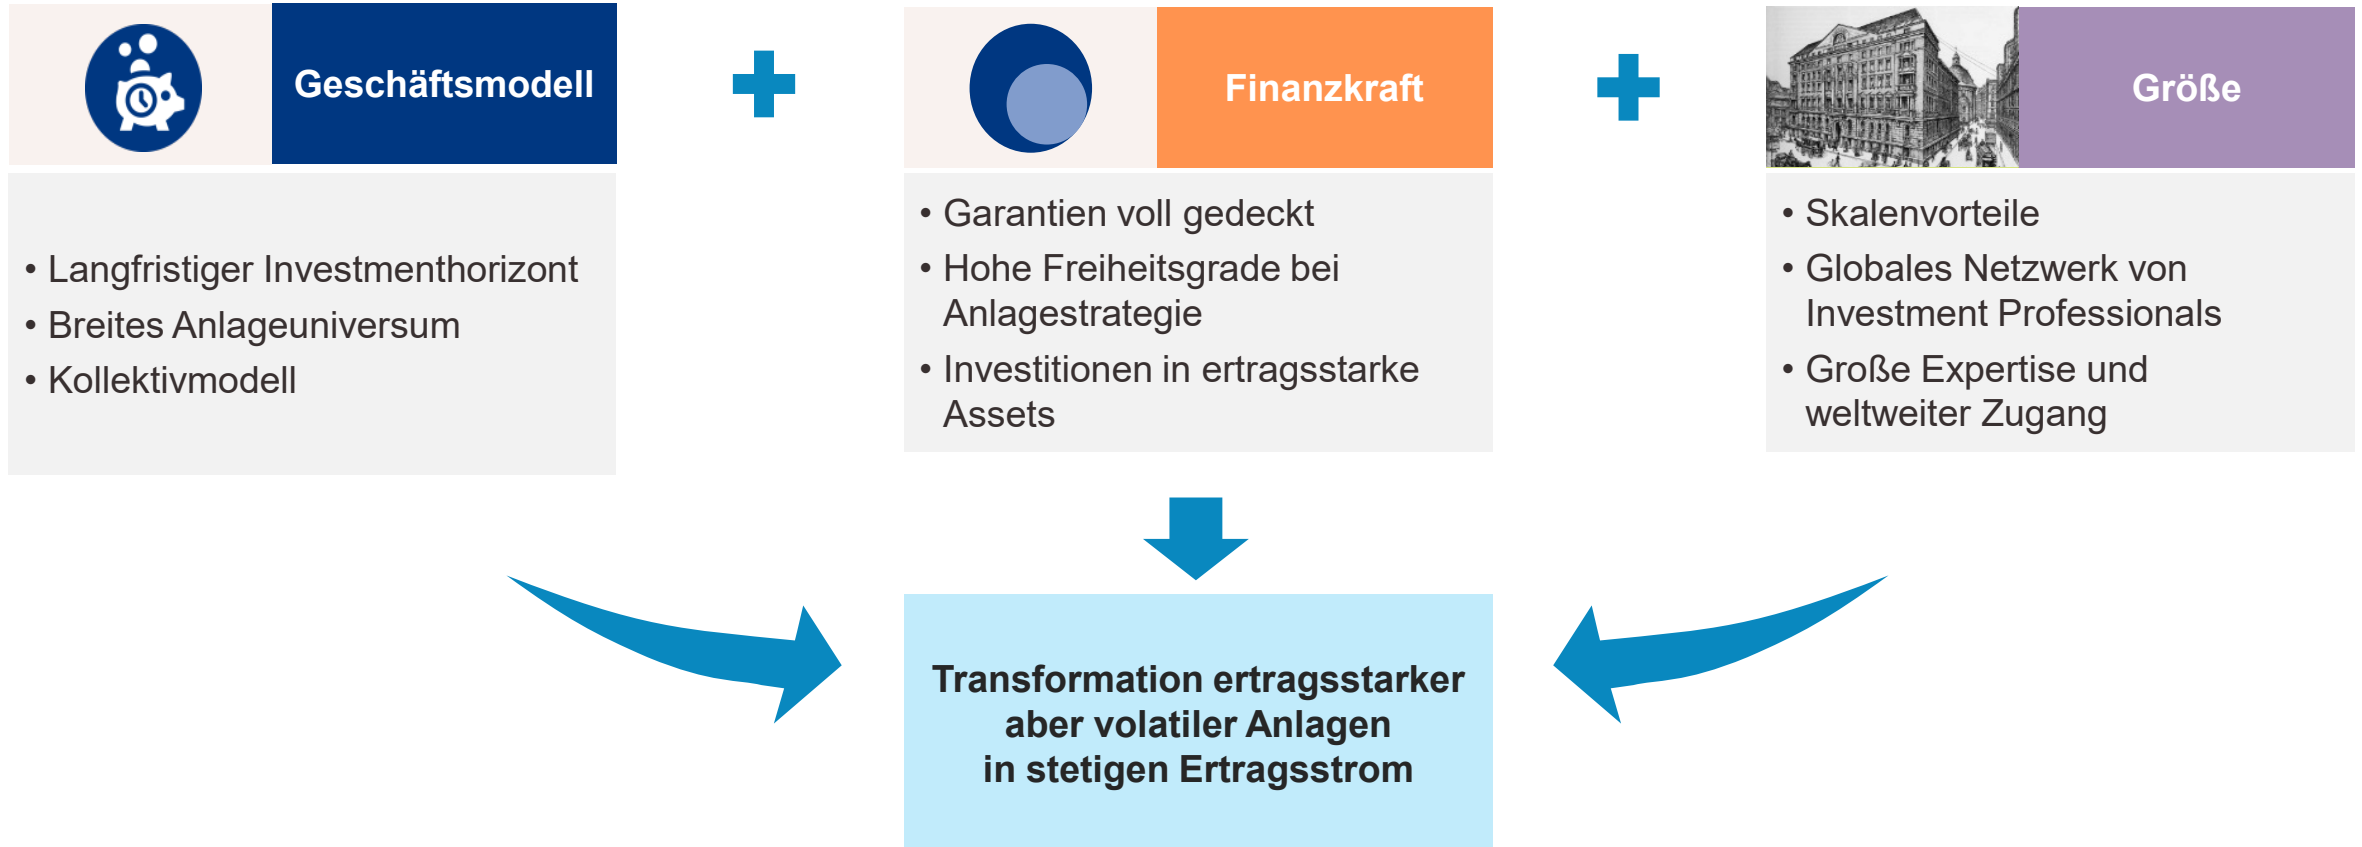 Geschäftsmodell
• Langfristiger Investmenthorizont
• Breites Anlageuniversum
• Kollektivmodell
Finanzkraft
• Garantien voll gedeckt
• Hohe Freiheitsgrade bei
Anlagestrategie
• Investitionen in ertragsstarke
Assets
Größe
• Skalenvorteile
• Globales Netzwerk von
Investment Professionals
• Große Expertise und
weltweiter Zugang
Transformation ertragsstarker
aber volatiler Anlagen
in stetigen Ertragsstrom